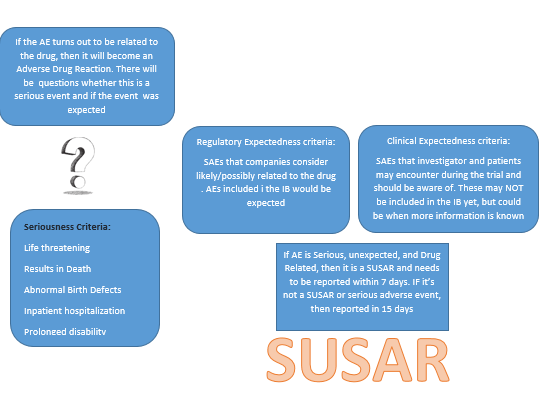 If the AE turns out to be related to
the drug, then it will become an
Adverse Drug Reaction. There will
be questions whether this is a
serious event and if the event was
expected
?
Regulatory Expectedness criteria:
SAEs that companies consider
likely/possibly related to the drug
. AEs included i the IB would be
expected
Clinical Expectedness criteria:
SAEs that investigator and patients
may encounter during the trial and
should be aware of. These may NOT
be included in the IB yet, but could
be when more information is known
Seriousness Criteria:
Life threatening
Results in Death
Abnormal Birth Defects
Inpatient hospitalization
Prolonged disability
If AE is Serious, unexpected, and Drug
Related, then it is a SUSAR and needs
to be reported within 7 days. IF it's
not a SUSAR or serious adverse event,
then reported in 15 days
SUSAR